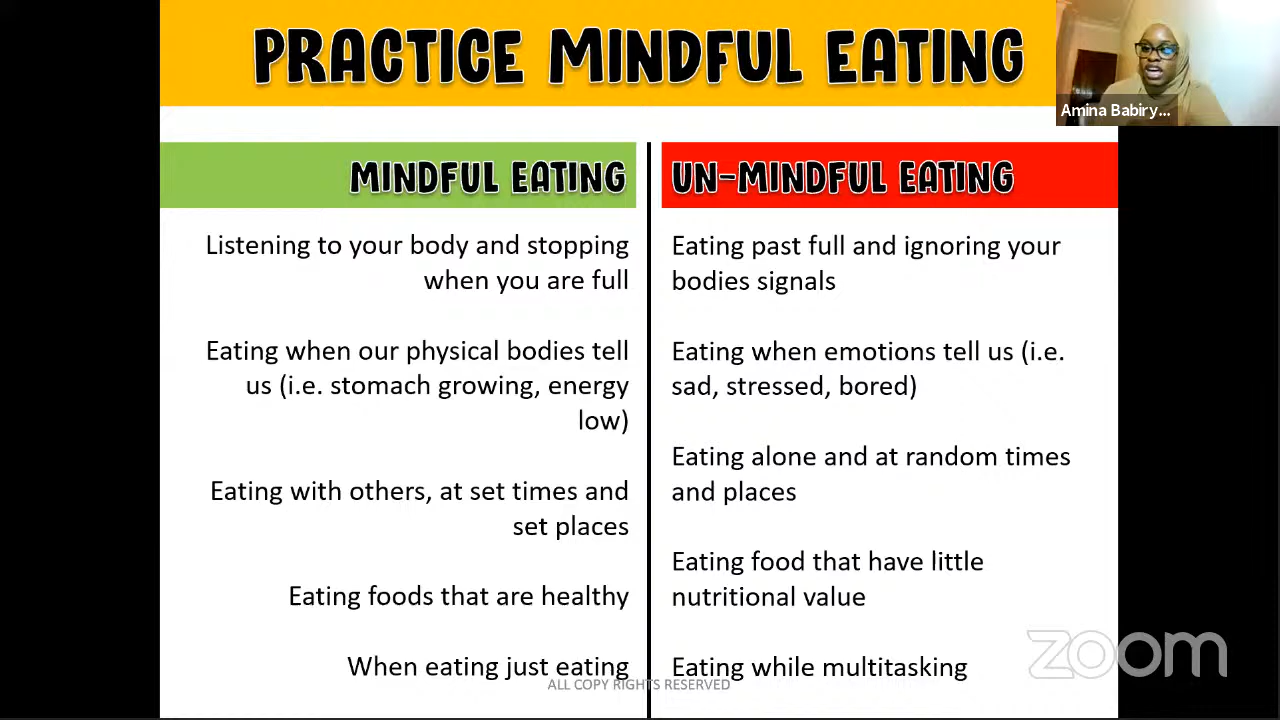 PRACTICE MINDFUL EATING
Amina Babiry...
MINDFUL EATING
Listening to your body and stopping
when you are full
Eating when our physical bodies tell
us (i.e. stomach growing, energy
low)
Eating with others, at set times and
set places
Eating foods that are healthy
When eating just eating
UN-MINDFUL EATING
Eating past full and ignoring your
bodies signals
Eating when emotions tell us (i.e.
sad, stressed, bored)
Eating alone and at random times
and places
Eating food that have little
nutritional value
Eating while multitasking
ALL COPY RIGHTS RESERVED
zoom